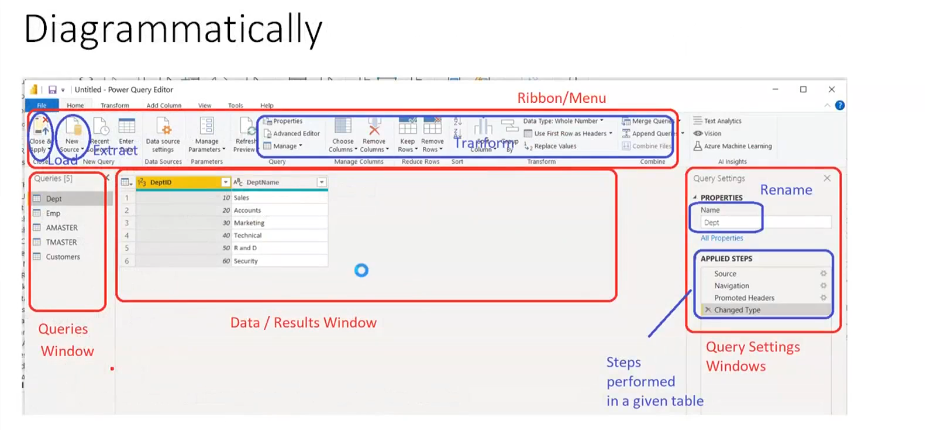 Diagrammatically
Untitled - Power Query Editor
Ribbon/Menu
File Home Transform Add Column View Tools Help
Close &
Apply
New
Source
Recent
Enter
Data
Data source
settings
Manage
Parameters
Refresh
Properties
Advanced Editor
Manage
Choose
Columns
Remove
Columns
Keep
Rows
Remove
Rows
Data Type: Whole Number
Use First Row as Headers
Replace Values
Merge Queries
Append Queries
Combine Files
Text Analytics
Vision
Azure Machine Learning
Load
Extract
Tranform
Close
New Query
Data Sources
Parameters
Query
Manage Columns
Reduce Rows
Sort
Transform
Combine
AI Insights
Queries [5]
Dept
Emp
AMASTER
TMASTER
Customers
DeptID DeptName
1 10 Sales
2 20 Accounts
3 30 Marketing
4 40 Technical
5 50 R and D
6 60 Security
Query Settings
Rename
PROPERTIES
Name
Dept
All Properties
APPLIED STEPS
Source
Navigation
Promoted Headers
Changed Type
Queries
Window
Data / Results Window
Query Settings
Windows
Steps
performed
in a given table